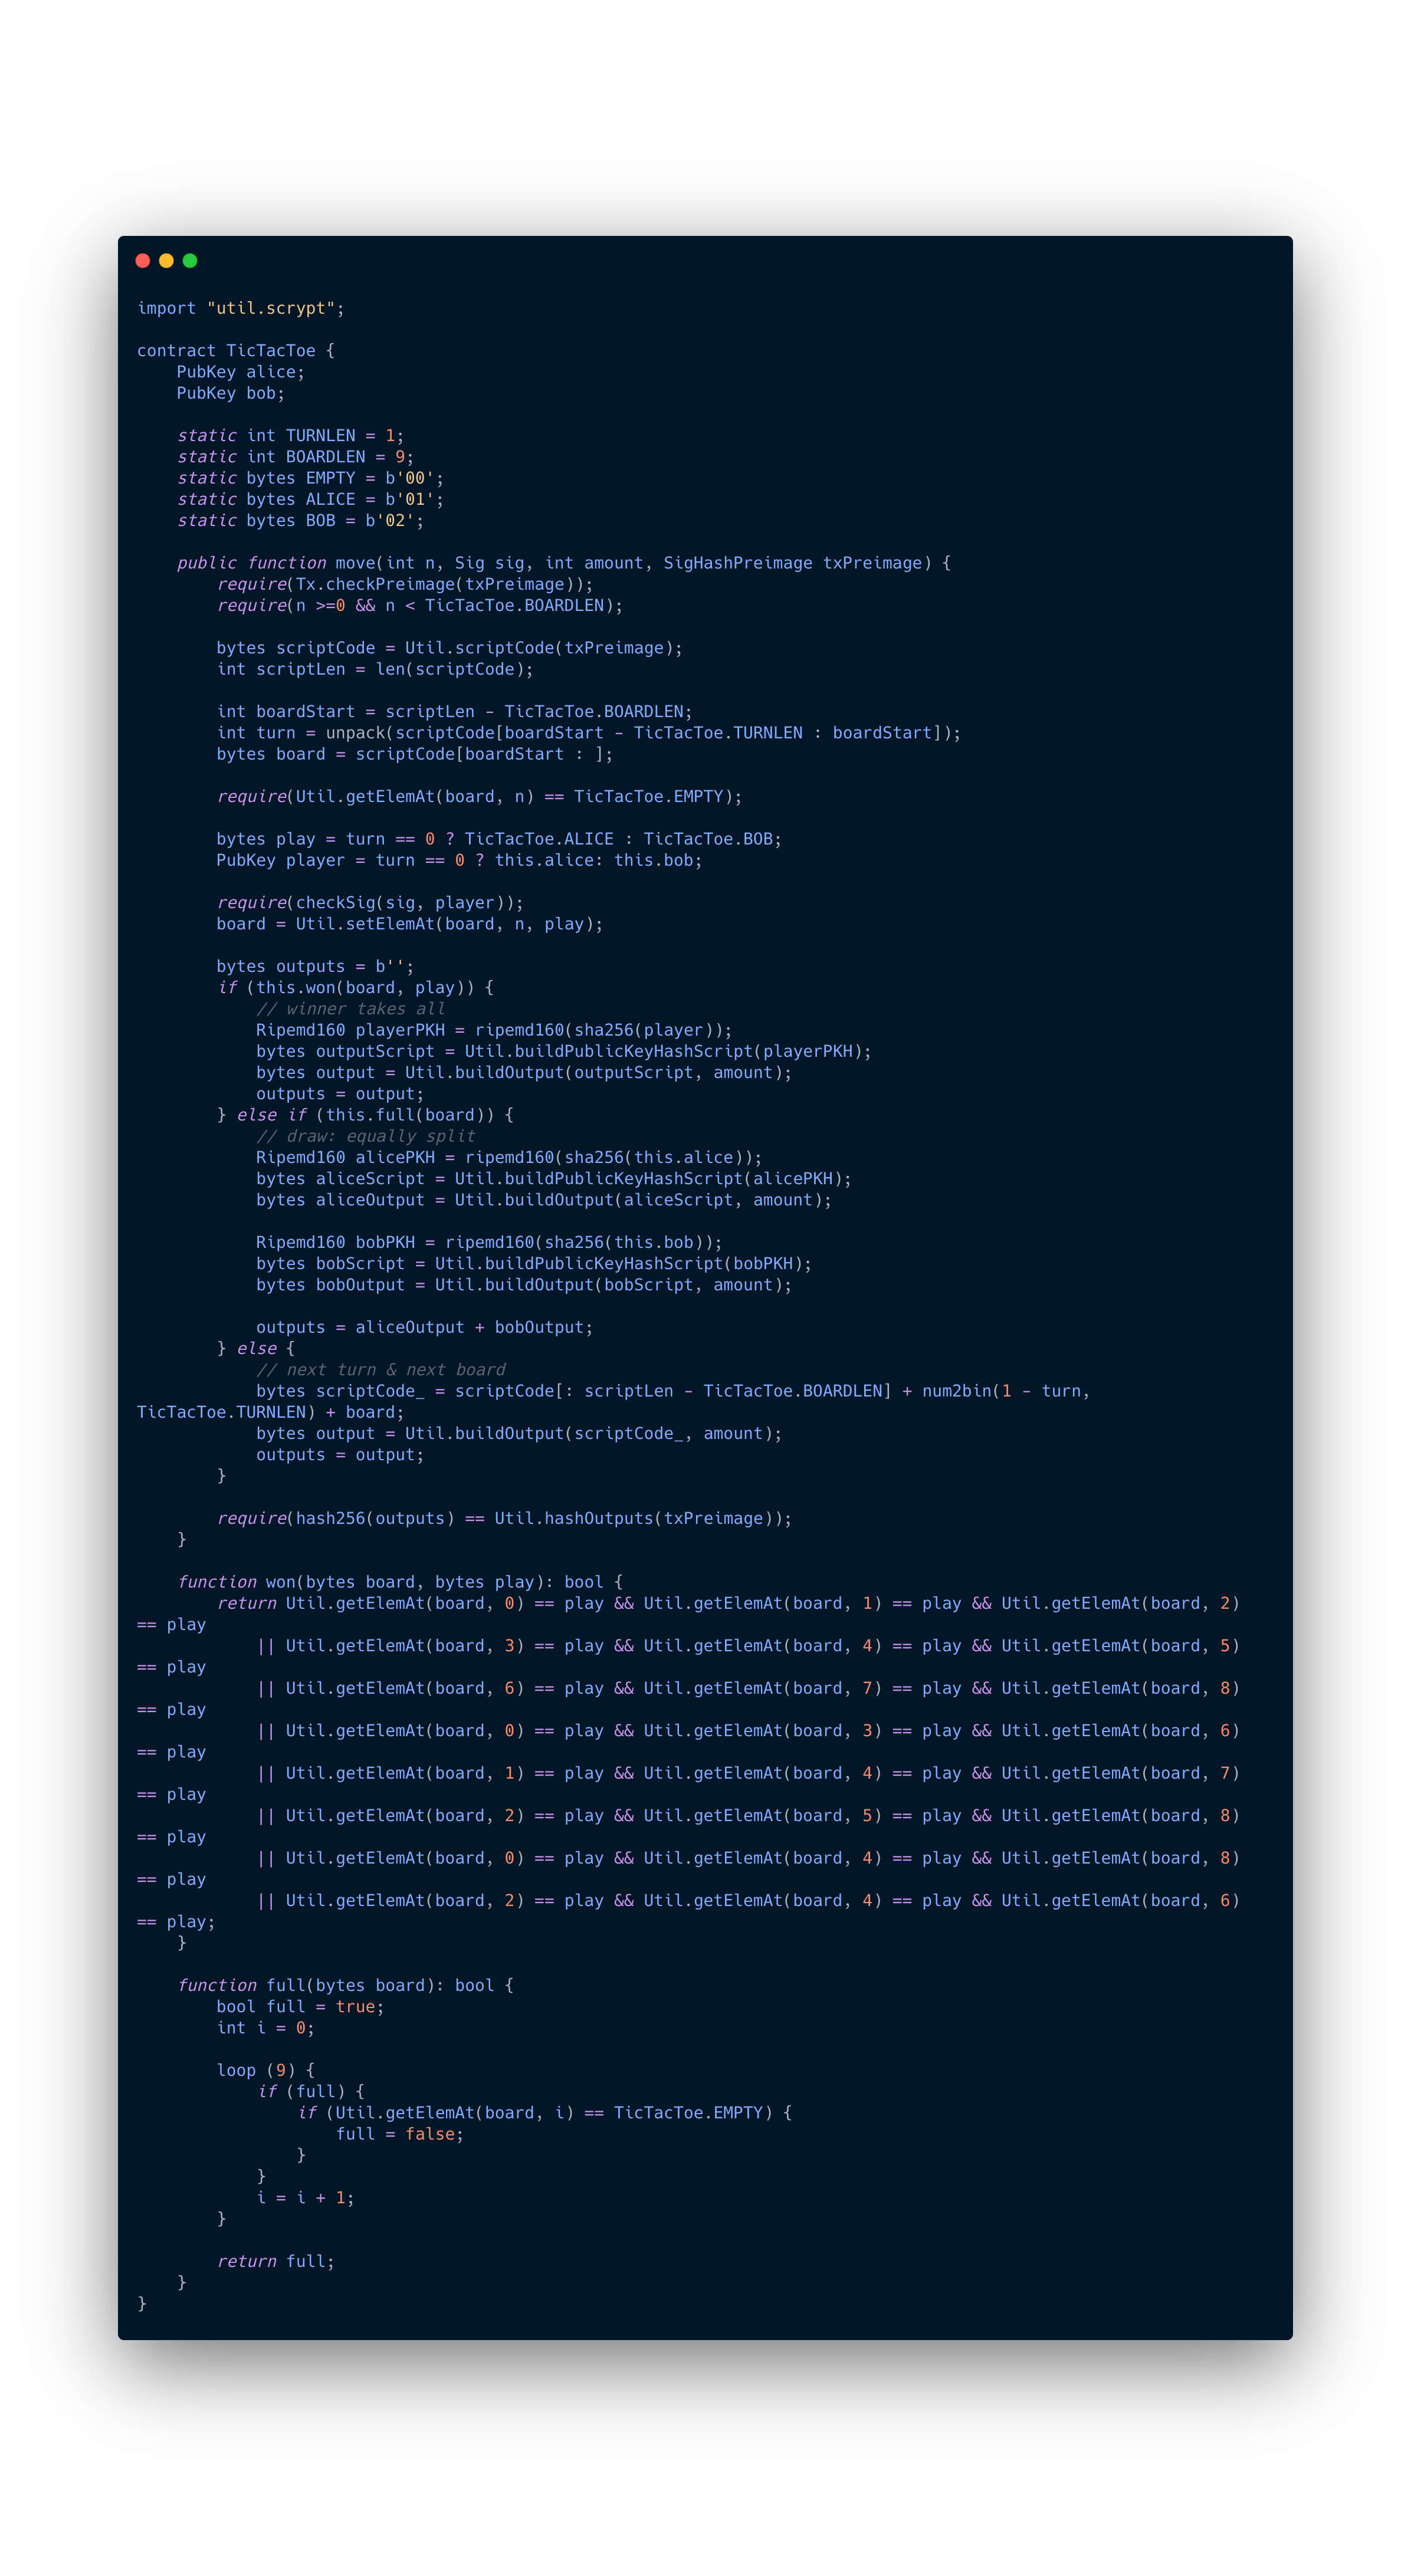 import "util.scrypt";

contract TicTacToe {
    PubKey alice;
    PubKey bob;

    static int TURNLEN = 1;
    static int BOARDLEN = 9;
    static bytes EMPTY = b'00';
    static bytes ALICE = b'01';
    static bytes BOB = b'02';

    public function move(int n, Sig sig, int amount, SigHashPreimage txPreimage) {
        require(Tx.checkPreimage(txPreimage));
        require(n >=0 && n < TicTacToe.BOARDLEN);

        bytes scriptCode = Util.scriptCode(txPreimage);
        int scriptLen = len(scriptCode);

        int boardStart = scriptLen - TicTacToe.BOARDLEN;
        int turn = unpack(scriptCode[boardStart - TicTacToe.TURNLEN : boardStart]);
        bytes board = scriptCode[boardStart : ];

        require(Util.getElemAt(board, n) == TicTacToe.EMPTY);

        bytes play = turn == 0 ? TicTacToe.ALICE : TicTacToe.BOB;
        PubKey player = turn == 0 ? this.alice: this.bob;

        require(checkSig(sig, player));
        board = Util.setElemAt(board, n, play);

        bytes outputs = b'';
        if (this.won(board, play)) {
            // winner takes all
            Ripemd160 playerPKH = ripemd160(sha256(player));
            bytes outputScript = Util.buildPublicKeyHashScript(playerPKH);
            bytes output = Util.buildOutput(outputScript, amount);
            outputs = output;
        } else if (this.full(board)) {
            // draw: equally split
            Ripemd160 alicePKH = ripemd160(sha256(this.alice));
            bytes aliceScript = Util.buildPublicKeyHashScript(alicePKH);
            bytes aliceOutput = Util.buildOutput(aliceScript, amount);

            Ripemd160 bobPKH = ripemd160(sha256(this.bob));
            bytes bobScript = Util.buildPublicKeyHashScript(bobPKH);
            bytes bobOutput = Util.buildOutput(bobScript, amount);

            outputs = aliceOutput + bobOutput;
        } else {
            // next turn & next board
            bytes scriptCode_ = scriptCode[: scriptLen - TicTacToe.BOARDLEN] + num2bin(1 - turn,
TicTacToe.TURNLEN) + board;
            bytes output = Util.buildOutput(scriptCode_, amount);
            outputs = output;
        }

        require(hash256(outputs) == Util.hashOutputs(txPreimage));
    }

    function won(bytes board, bytes play): bool {
        return Util.getElemAt(board, 0) == play && Util.getElemAt(board, 1) == play && Util.getElemAt(board, 2)
== play
            || Util.getElemAt(board, 3) == play && Util.getElemAt(board, 4) == play && Util.getElemAt(board, 5)
== play
            || Util.getElemAt(board, 6) == play && Util.getElemAt(board, 7) == play && Util.getElemAt(board, 8)
== play
            || Util.getElemAt(board, 0) == play && Util.getElemAt(board, 3) == play && Util.getElemAt(board, 6)
== play
            || Util.getElemAt(board, 1) == play && Util.getElemAt(board, 4) == play && Util.getElemAt(board, 7)
== play
            || Util.getElemAt(board, 2) == play && Util.getElemAt(board, 5) == play && Util.getElemAt(board, 8)
== play
            || Util.getElemAt(board, 0) == play && Util.getElemAt(board, 4) == play && Util.getElemAt(board, 8)
== play
            || Util.getElemAt(board, 2) == play && Util.getElemAt(board, 4) == play && Util.getElemAt(board, 6)
== play;
    }

    function full(bytes board): bool {
        bool full = true;
        int i = 0;

        loop (9) {
            if (full) {
                if (Util.getElemAt(board, i) == TicTacToe.EMPTY) {
                    full = false;
                }
            }
            i = i + 1;
        }

        return full;
    }
}